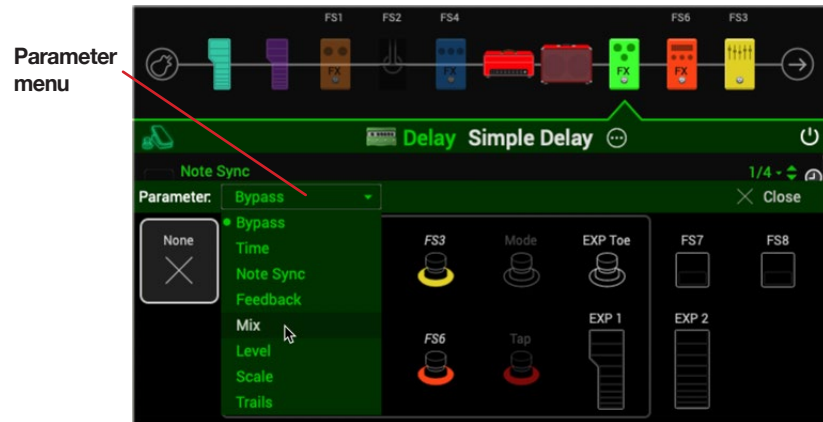 FS1 FS2 FS4 FS6 FS3
Parameter
menu
FX FX FX FX
Delay Simple Delay
Note Sync 1/4
Parameter: Bypass Close
Bypass
None FS3 Mode EXP Toe FS7 FS8
Time
Note Sync
Feedback
Mix EXP 1 EXP 2
FS6 Tap
Level
Scale
Trails